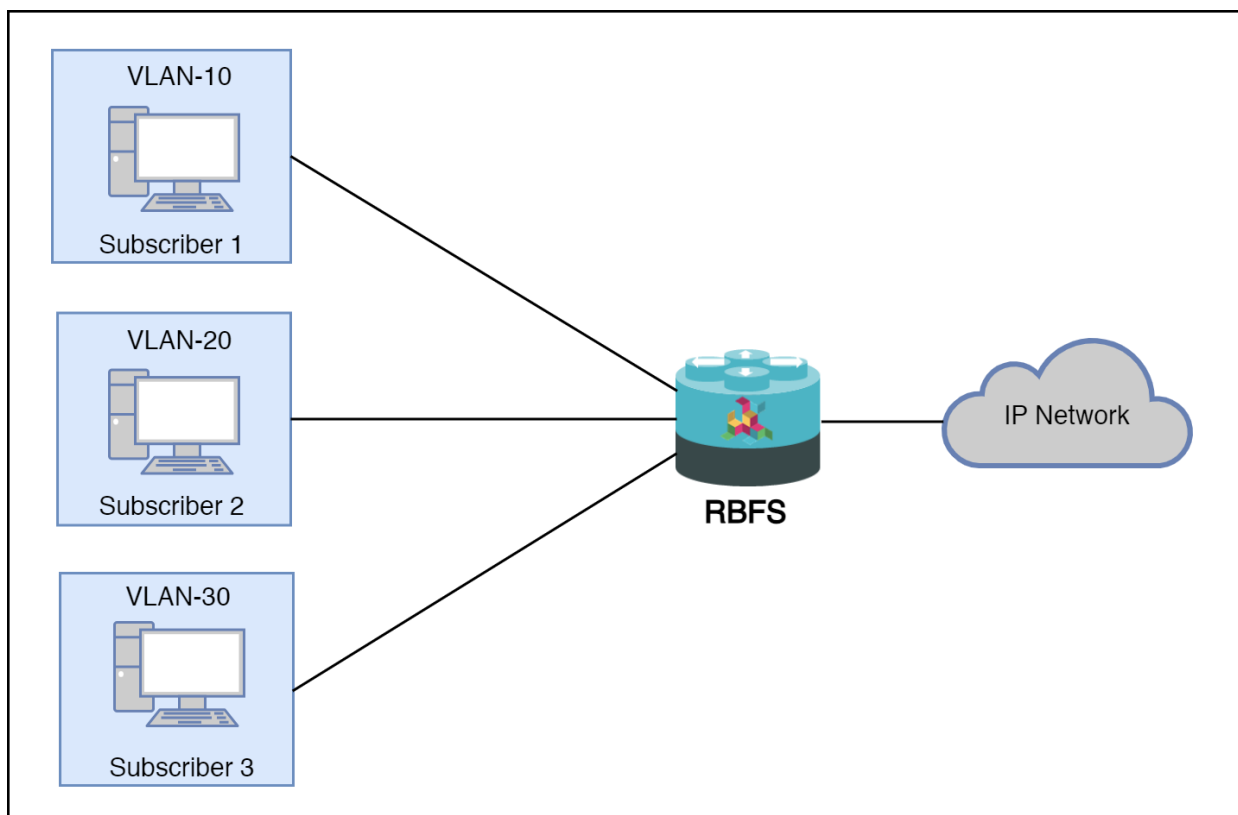 VLAN-10
Subscriber 1
VLAN-20
Subscriber 2
VLAN-30
Subscriber 3
RBFS
IP Network